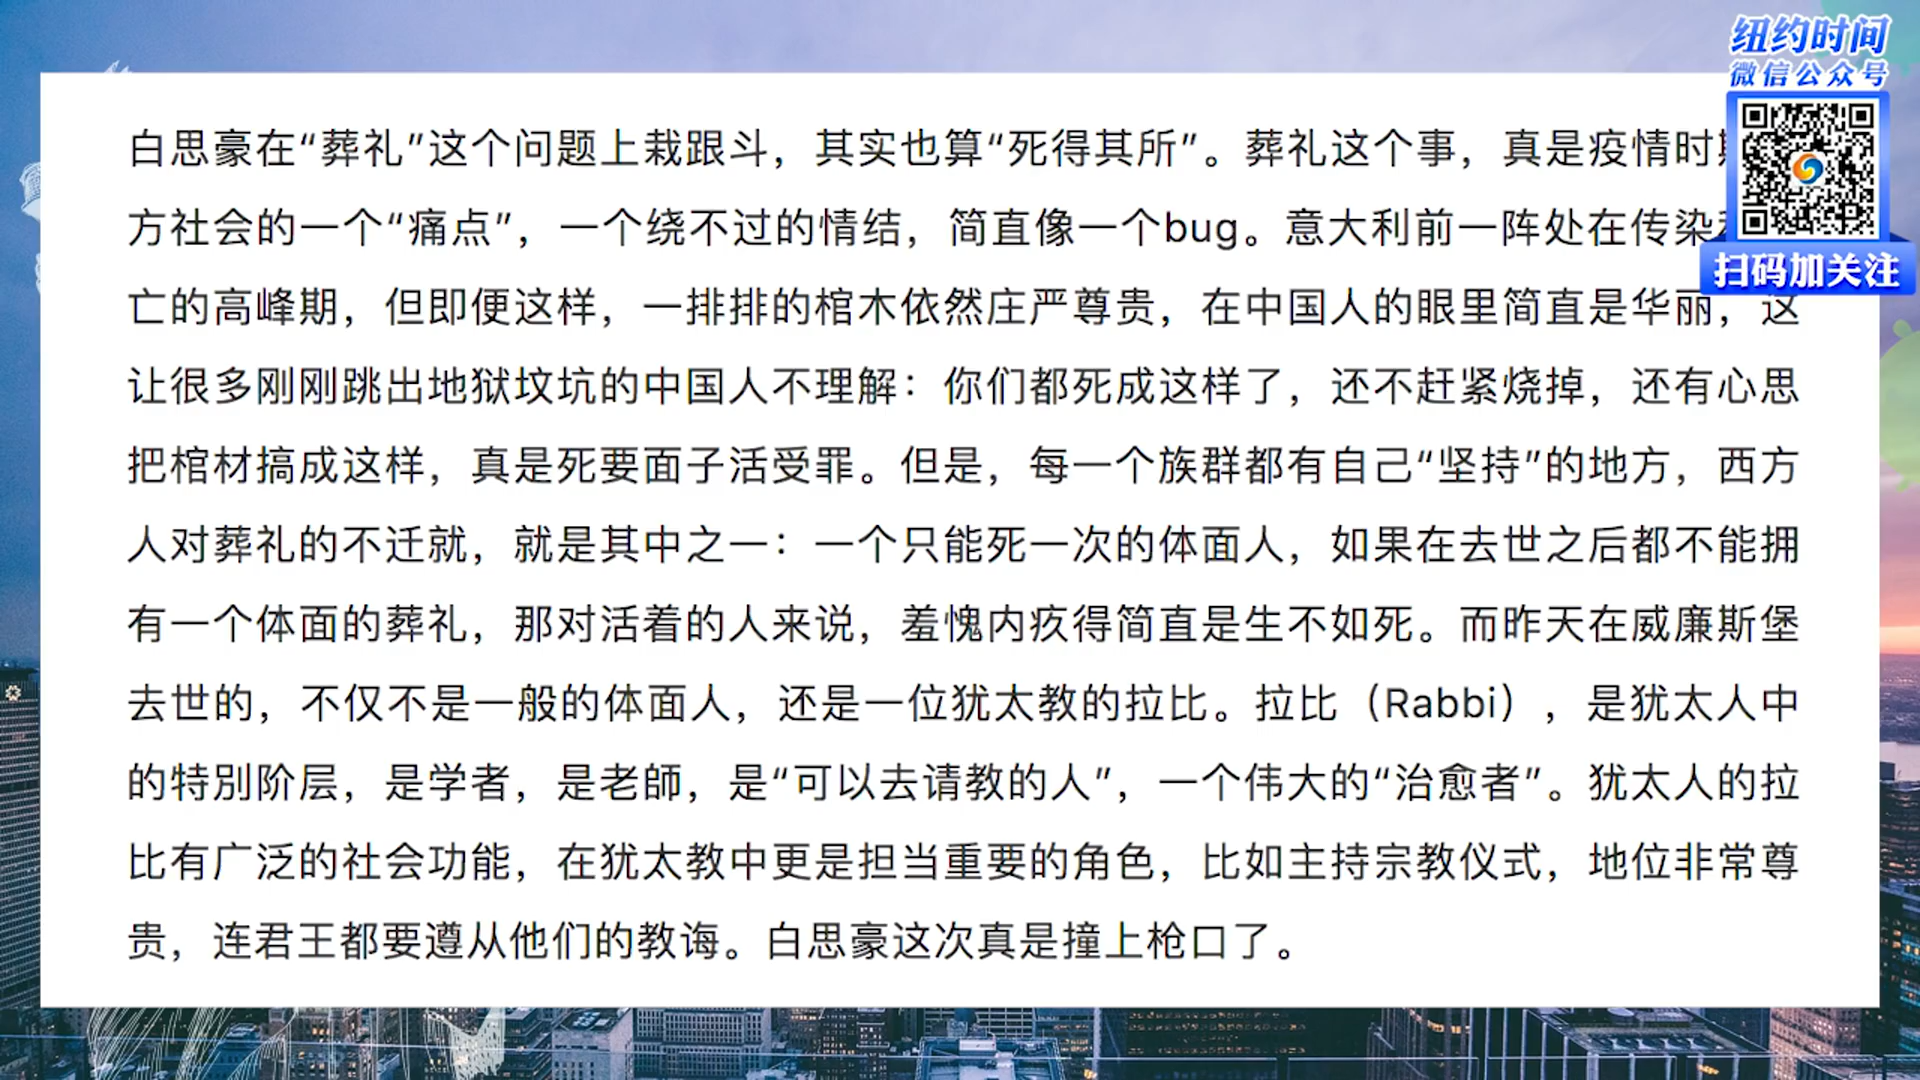 纽约时间
微信公众号
扫码加关注
白思豪在“葬礼”这个问题上栽跟斗，其实也算“死得其所”。葬礼这个事，真是疫情时
方社会的一个“痛点”，一个绕不过的情结，简直像一个bug。意大利前一阵处在传染
亡的高峰期，但即便这样，一排排的棺木依然庄严尊贵，在中国人的眼里简直是华丽，这
让很多刚刚跳出地狱坟坑的中国人不理解：你们都死成这样了，还不赶紧烧掉，还有心思
把棺材搞成这样，真是死要面子活受罪。但是，每一个族群都有自己“坚持”的地方，西方
人对葬礼的不迁就，就是其中之一：一个只能死一次的体面人，如果在去世之后都不能拥
有一个体面的葬礼，那对活着的人来说，羞愧内疚得简直是生不如死。而昨天在威廉斯堡
去世的，不仅不是一般的体面人，还是一位犹太教的拉比。拉比（Rabbi），是犹太人中
的特別阶层，是学者，是老師，是“可以去请教的人”，一个伟大的“治愈者”。犹太人的拉
比有广泛的社会功能，在犹太教中更是担当重要的角色，比如主持宗教仪式，地位非常尊
贵，连君王都要遵从他们的教诲。白思豪这次真是撞上枪口了。